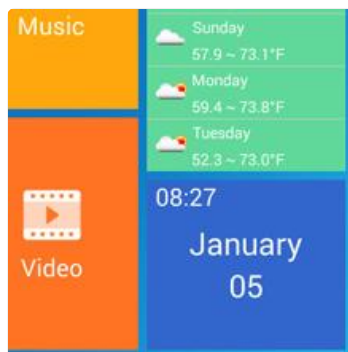 Music
Sunday
57.9 ~ 73.1°F
Monday
59.4 ~ 73.8°F
Tuesday
52.3 ~ 73.0°F
Video
08:27
January
05